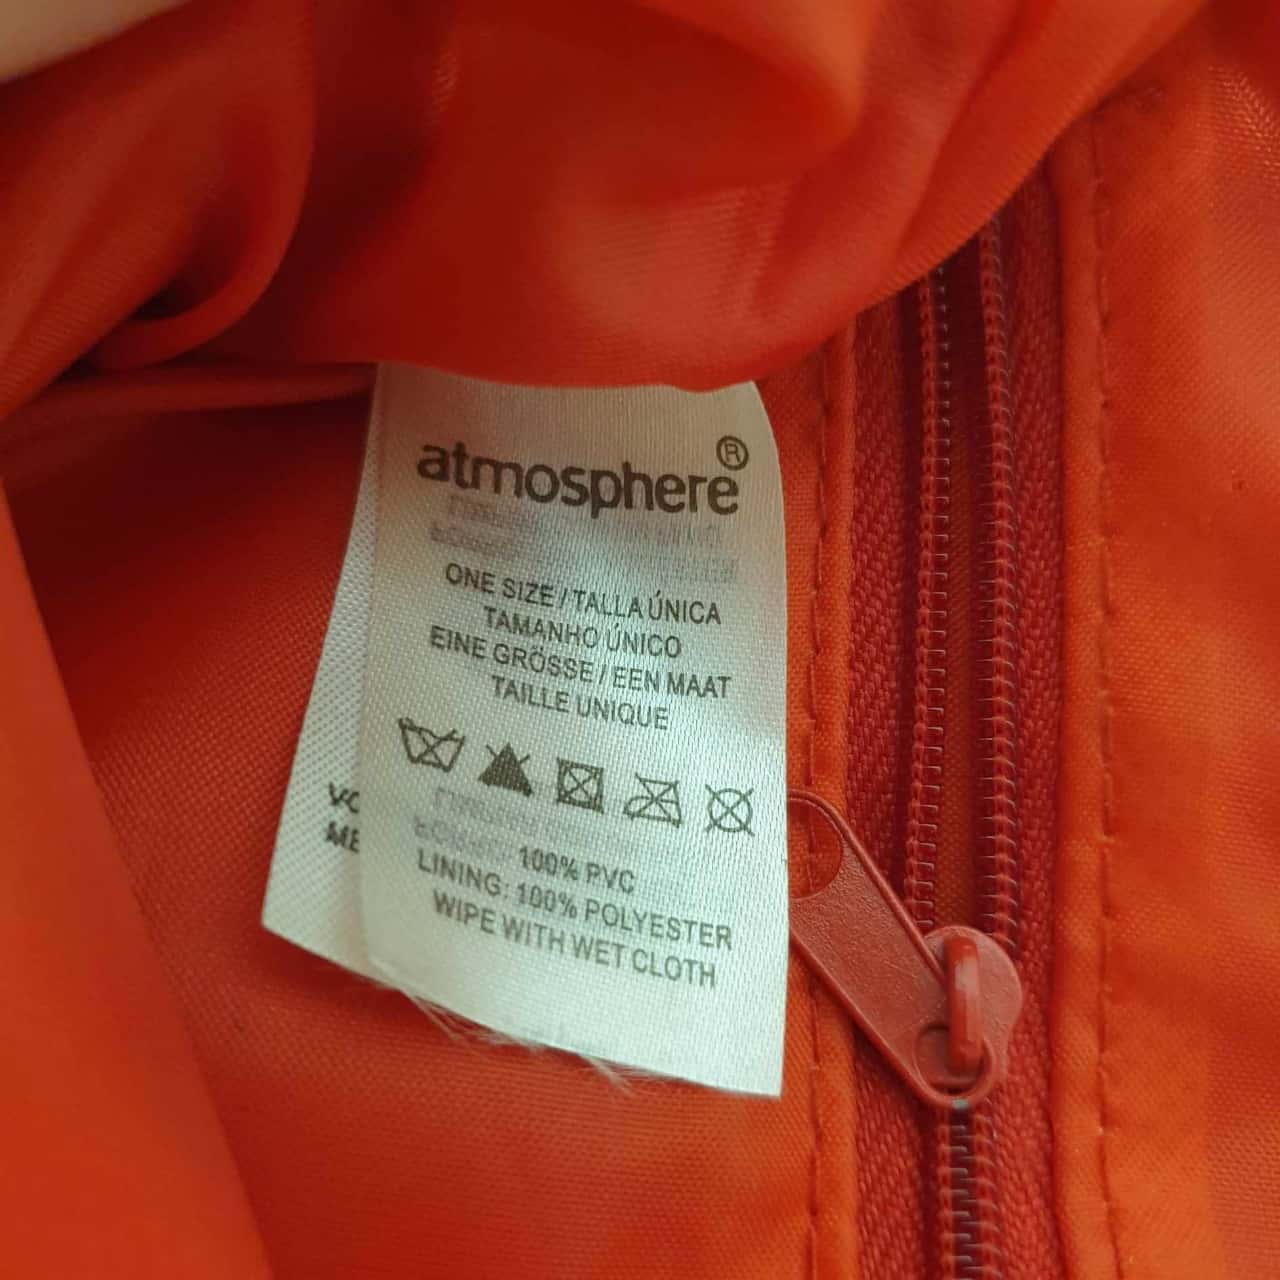 atmosphere®
ONE SIZE / TALLA ÚNICA
TAMANHO ÚNICO
EINE GRÖSSE / EEN MAAT
TAILLE UNIQUE
100% PVC
LINING: 100% POLYESTER
WIPE WITH WET CLOTH